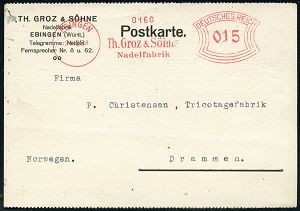 TH. GROZ & SÖHNE
Nadelfabrik
EBINGEN (Württ.)
Telegramme:
Fernsprecher Nr. 8 u. 62.
EBINGEN
0160
Postkarte.
Th. Groz & Söhne
Nadelfabrik
DEUTSCHES REICH
015
Firma
P. Christensen, Tricotagefabrik
Norwegen.
Drammen.